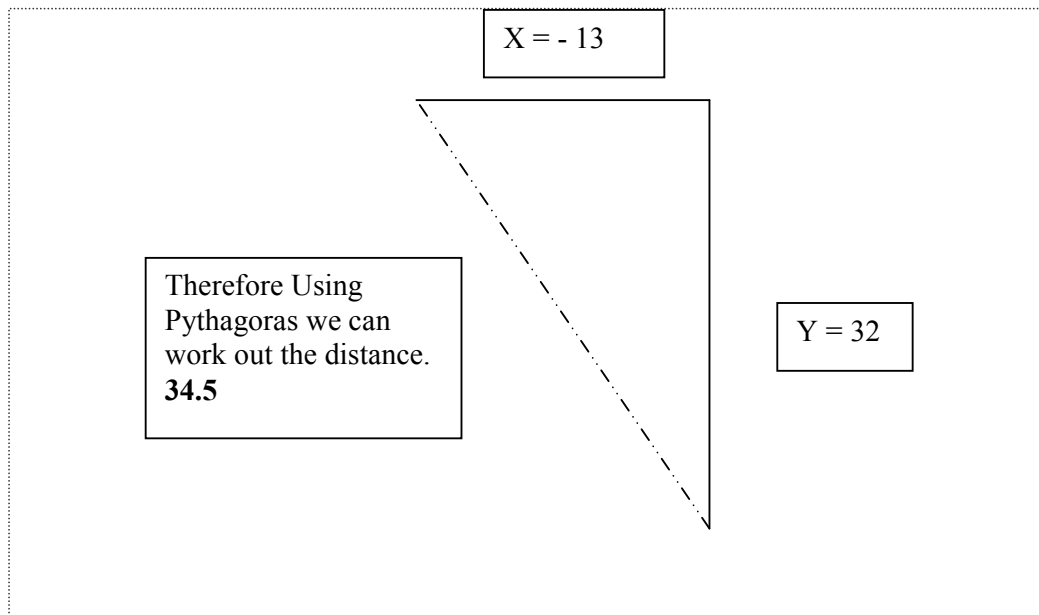 X = - 13
Therefore Using
Pythagoras we can
work out the distance.
34.5
Y = 32